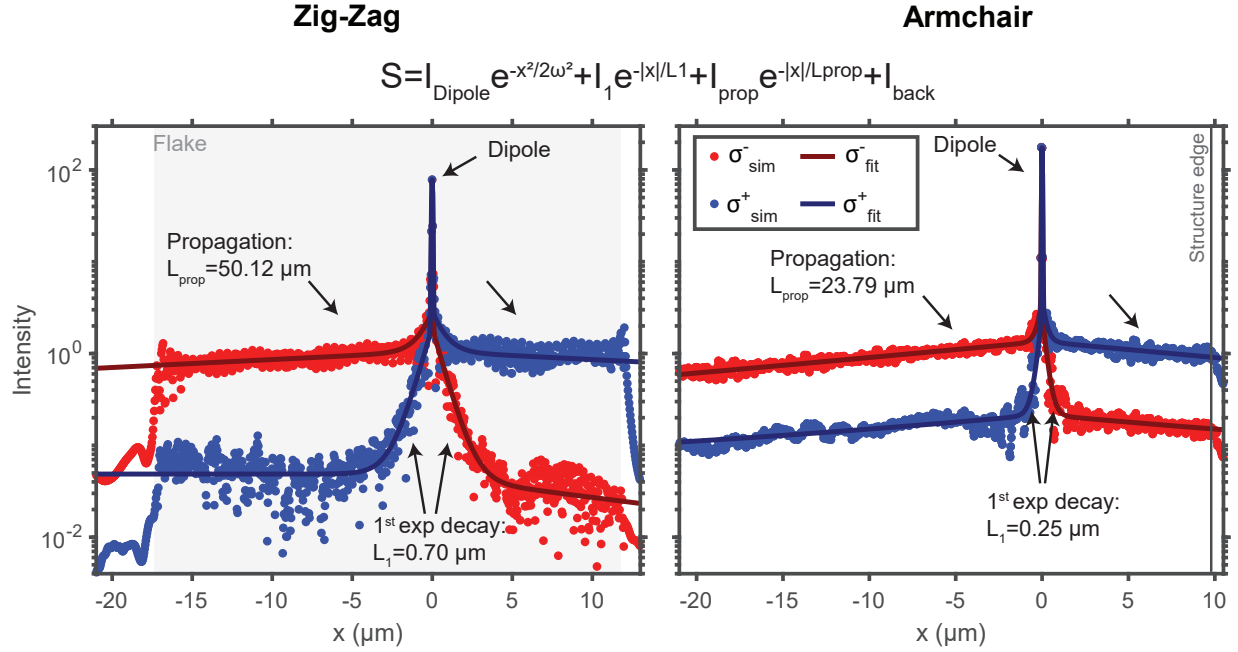 Zig-Zag
Armchair
S=I_Dipole e^-x²/2ω² + I_1 e^-|x|/L1 + I_prop e^-|x|/Lprop + I_back
Flake
Dipole
Propagation:
L_prop=50.12 µm
1st exp decay:
L_1=0.70 µm
10^2
10^0
10^-2
Intensity
-20
-15
-10
-5
0
5
10
x (µm)
σ^-_sim
σ^-_fit
σ^+_sim
σ^+_fit
Dipole
Structure edge
Propagation:
L_prop=23.79 µm
1st exp decay:
L_1=0.25 µm
-20
-15
-10
-5
0
5
10
x (µm)